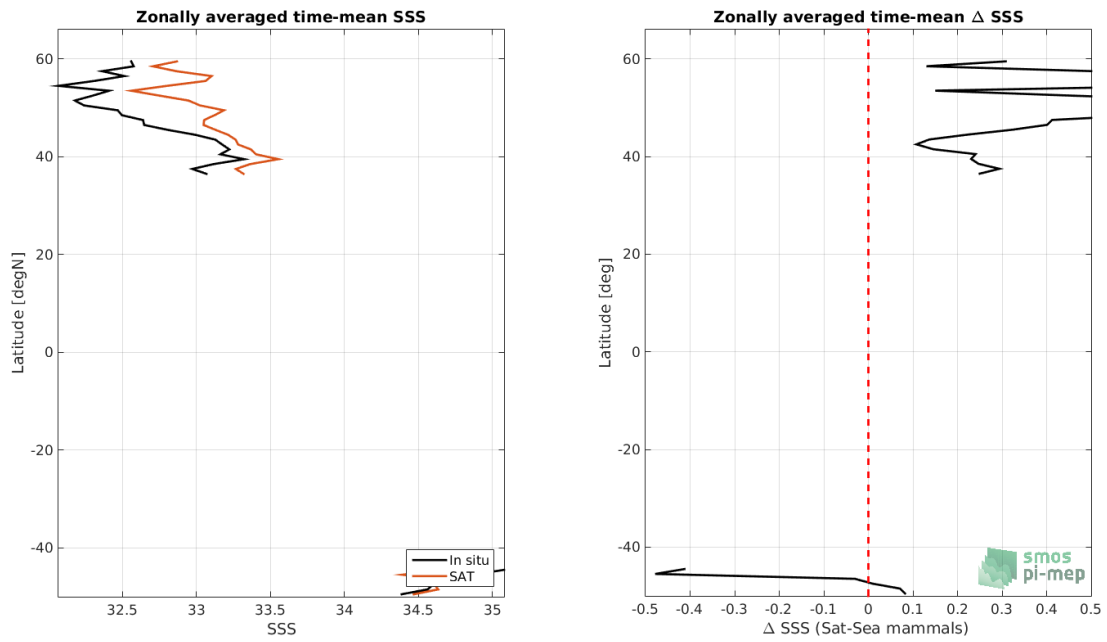 Zonally averaged time-mean SSS
60
40
20
0
-20
-40
Latitude [degN]
32.5
33
33.5
34
34.5
35
SSS
In situ
SAT
Zonally averaged time-mean Δ SSS
60
40
20
0
-20
-40
Latitude [deg]
-0.5
-0.4
-0.3
-0.2
-0.1
0
0.1
0.2
0.3
0.4
0.5
Δ SSS (Sat-Sea mammals)
smos
pi-mep